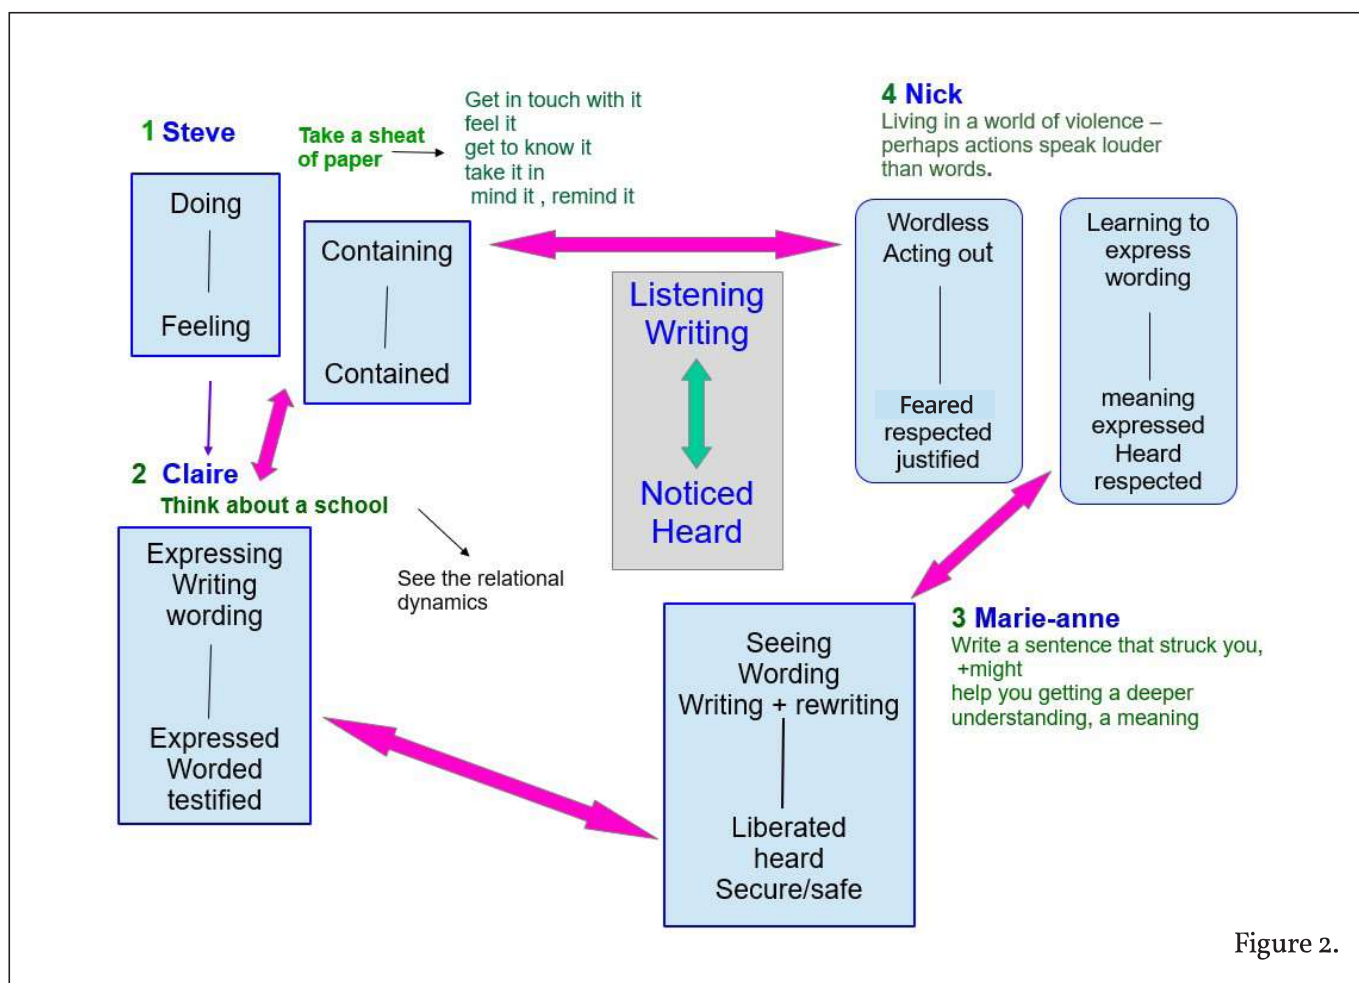 1 Steve
Take a sheat
of paper
Get in touch with it
feel it
get to know it
take it in
mind it , remind it
Doing
Feeling
Containing
Contained
2 Claire
Think about a school
See the relational
dynamics
Expressing
Writing
wording
Expressed
Worded
testified
Listening
Writing
Noticed
Heard
4 Nick
Living in a world of violence –
perhaps actions speak louder
than words.
Wordless
Acting out
Feared
respected
justified
Learning to
express
wording
meaning
expressed
Heard
respected
Seeing
Wording
Writing + rewriting
Liberated
heard
Secure/safe
3 Marie-anne
Write a sentence that struck you,
+might
help you getting a deeper
understanding, a meaning
Figure 2.